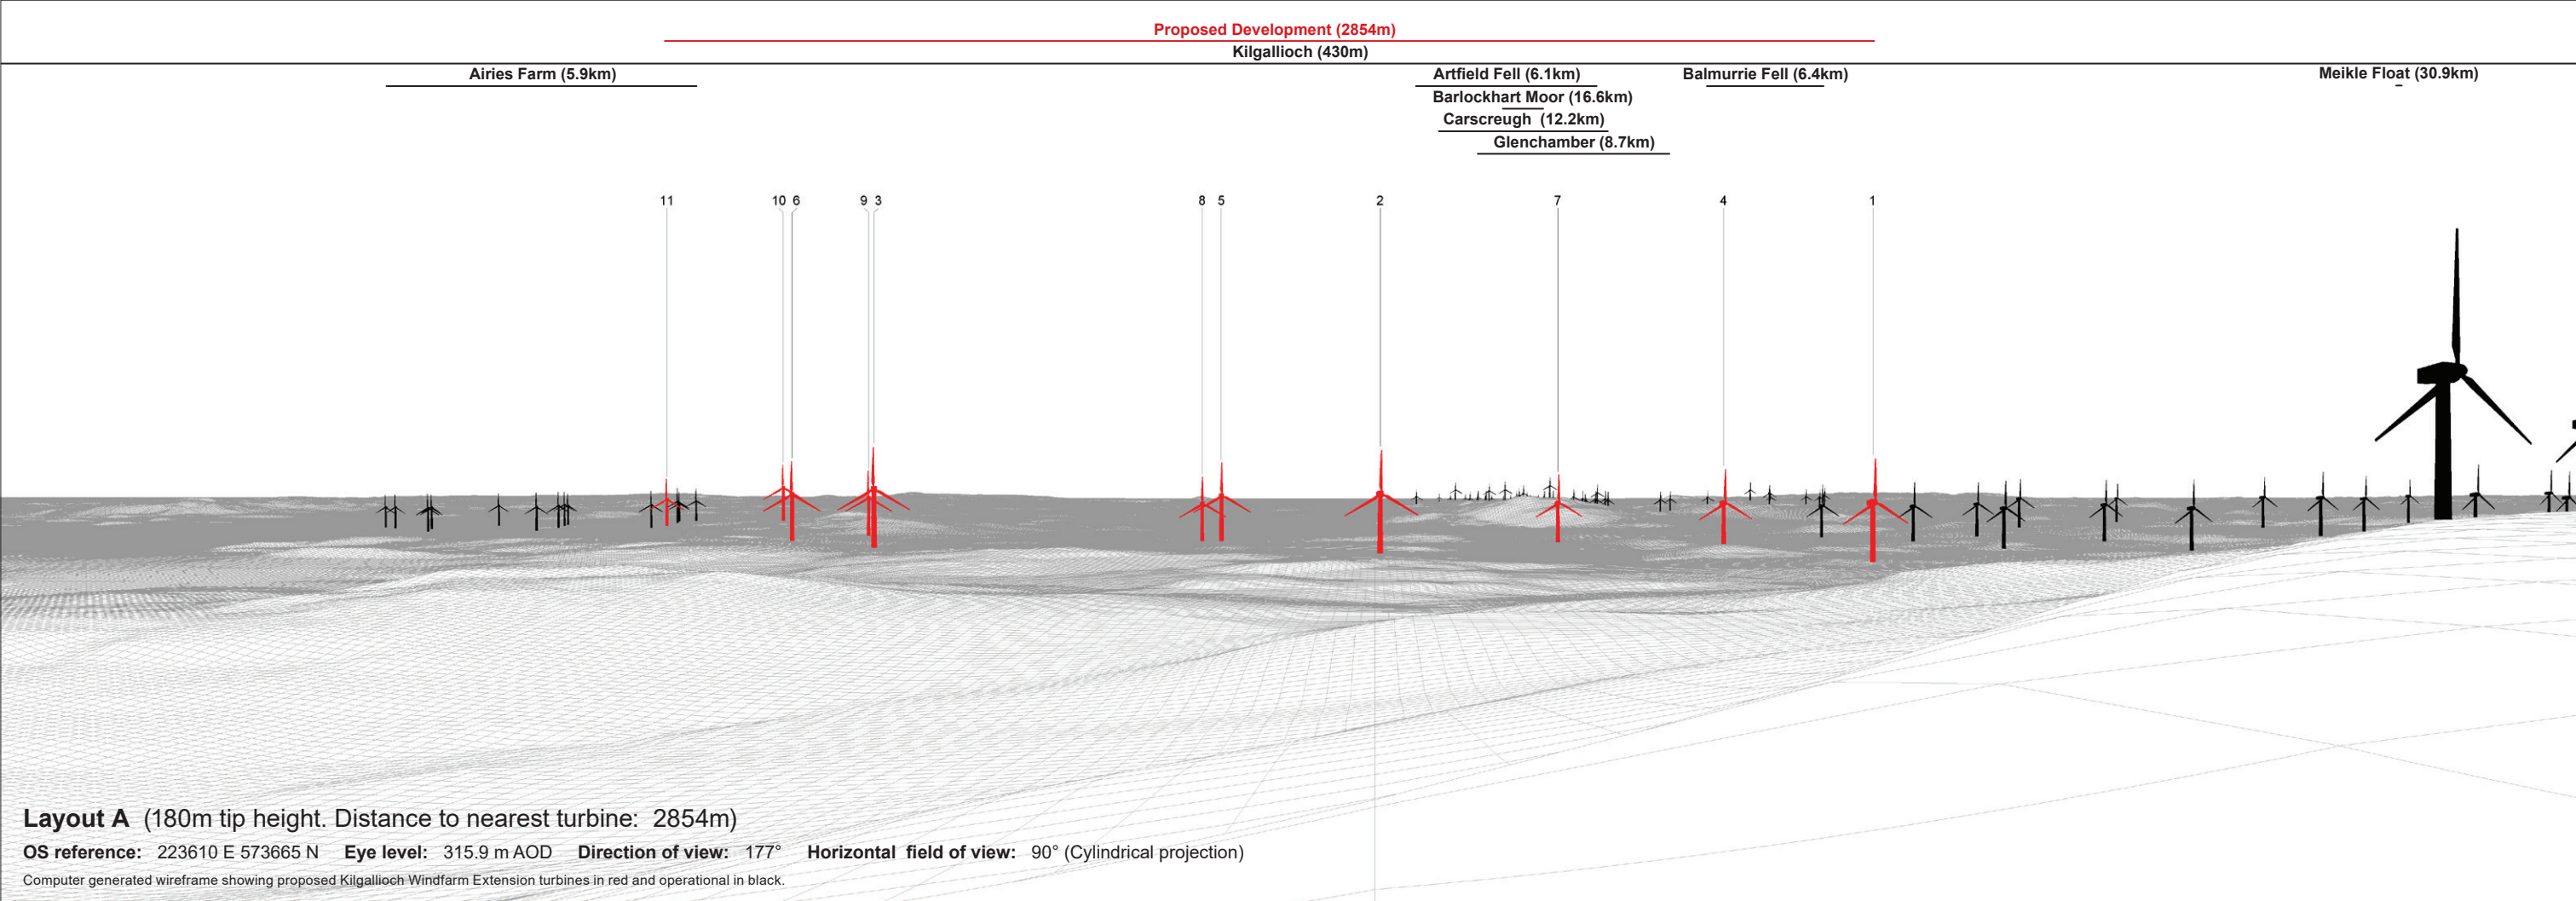 Proposed Development (2854m)
Kilgallioch (430m)
Airies Farm (5.9km)
Artfield Fell (6.1km)
Balmurrie Fell (6.4km)
Meikle Float (30.9km)
Barlockhart Moor (16.6km)
Carscreugh (12.2km)
Glenchamber (8.7km)
11 10 6 9 3 8 5 2 7 4 1
Layout A (180m tip height. Distance to nearest turbine: 2854m)
OS reference: 223610 E 573665 N Eye level: 315.9 m AOD Direction of view: 177° Horizontal field of view: 90° (Cylindrical projection)
Computer generated wireframe showing proposed Kilgallioch Windfarm Extension turbines in red and operational in black.